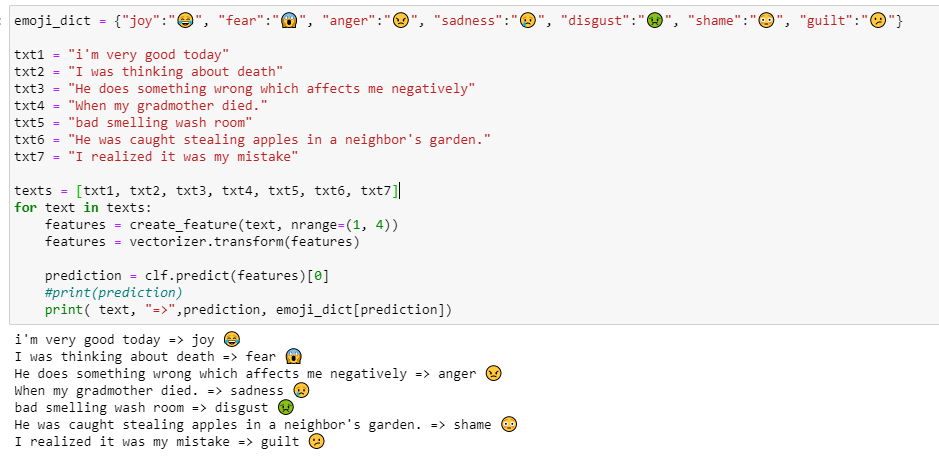 emoji_dict = {"joy":"😂", "fear":"😱", "anger":"😠", "sadness":"😢", "disgust":"🤢", "shame":"😳", "guilt":"😕"}
txt1 = "i'm very good today"
txt2 = "I was thinking about death"
txt3 = "He does something wrong which affects me negatively"
txt4 = "When my gradmother died."
txt5 = "bad smelling wash room"
txt6 = "He was caught stealing apples in a neighbor's garden."
txt7 = "I realized it was my mistake"
texts = [txt1, txt2, txt3, txt4, txt5, txt6, txt7]
for text in texts:
    features = create_feature(text, nrange=(1, 4))
    features = vectorizer.transform(features)
    prediction = clf.predict(features)[0]
    #print(prediction)
    print( text, "=>",prediction, emoji_dict[prediction])
i'm very good today => joy 😂
I was thinking about death => fear 😱
He does something wrong which affects me negatively => anger 😠
When my gradmother died. => sadness 😢
bad smelling wash room => disgust 🤢
He was caught stealing apples in a neighbor's garden. => shame 😳
I realized it was my mistake => guilt 😕